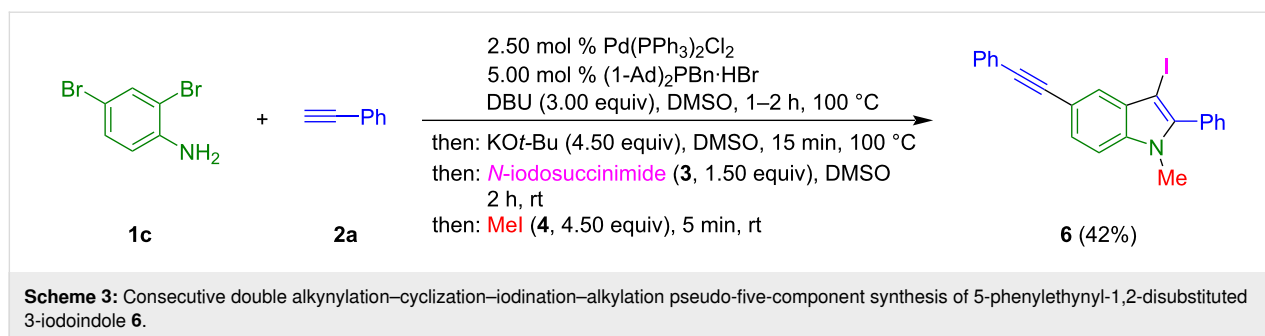 2.50 mol % Pd(PPh3)2Cl2
5.00 mol % (1-Ad)2PBn·HBr
DBU (3.00 equiv), DMSO, 1–2 h, 100 °C
Br
Br
NH2
+
Ph
then: KOt-Bu (4.50 equiv), DMSO, 15 min, 100 °C
then: N-iodosuccinimide (3, 1.50 equiv), DMSO
2 h, rt
then: MeI (4, 4.50 equiv), 5 min, rt
Ph
I
Ph
N
Me
1c
2a
6 (42%)
Scheme 3: Consecutive double alkynylation–cyclization–iodination–alkylation pseudo-five-component synthesis of 5-phenylethynyl-1,2-disubstituted
3-iodoindole 6.